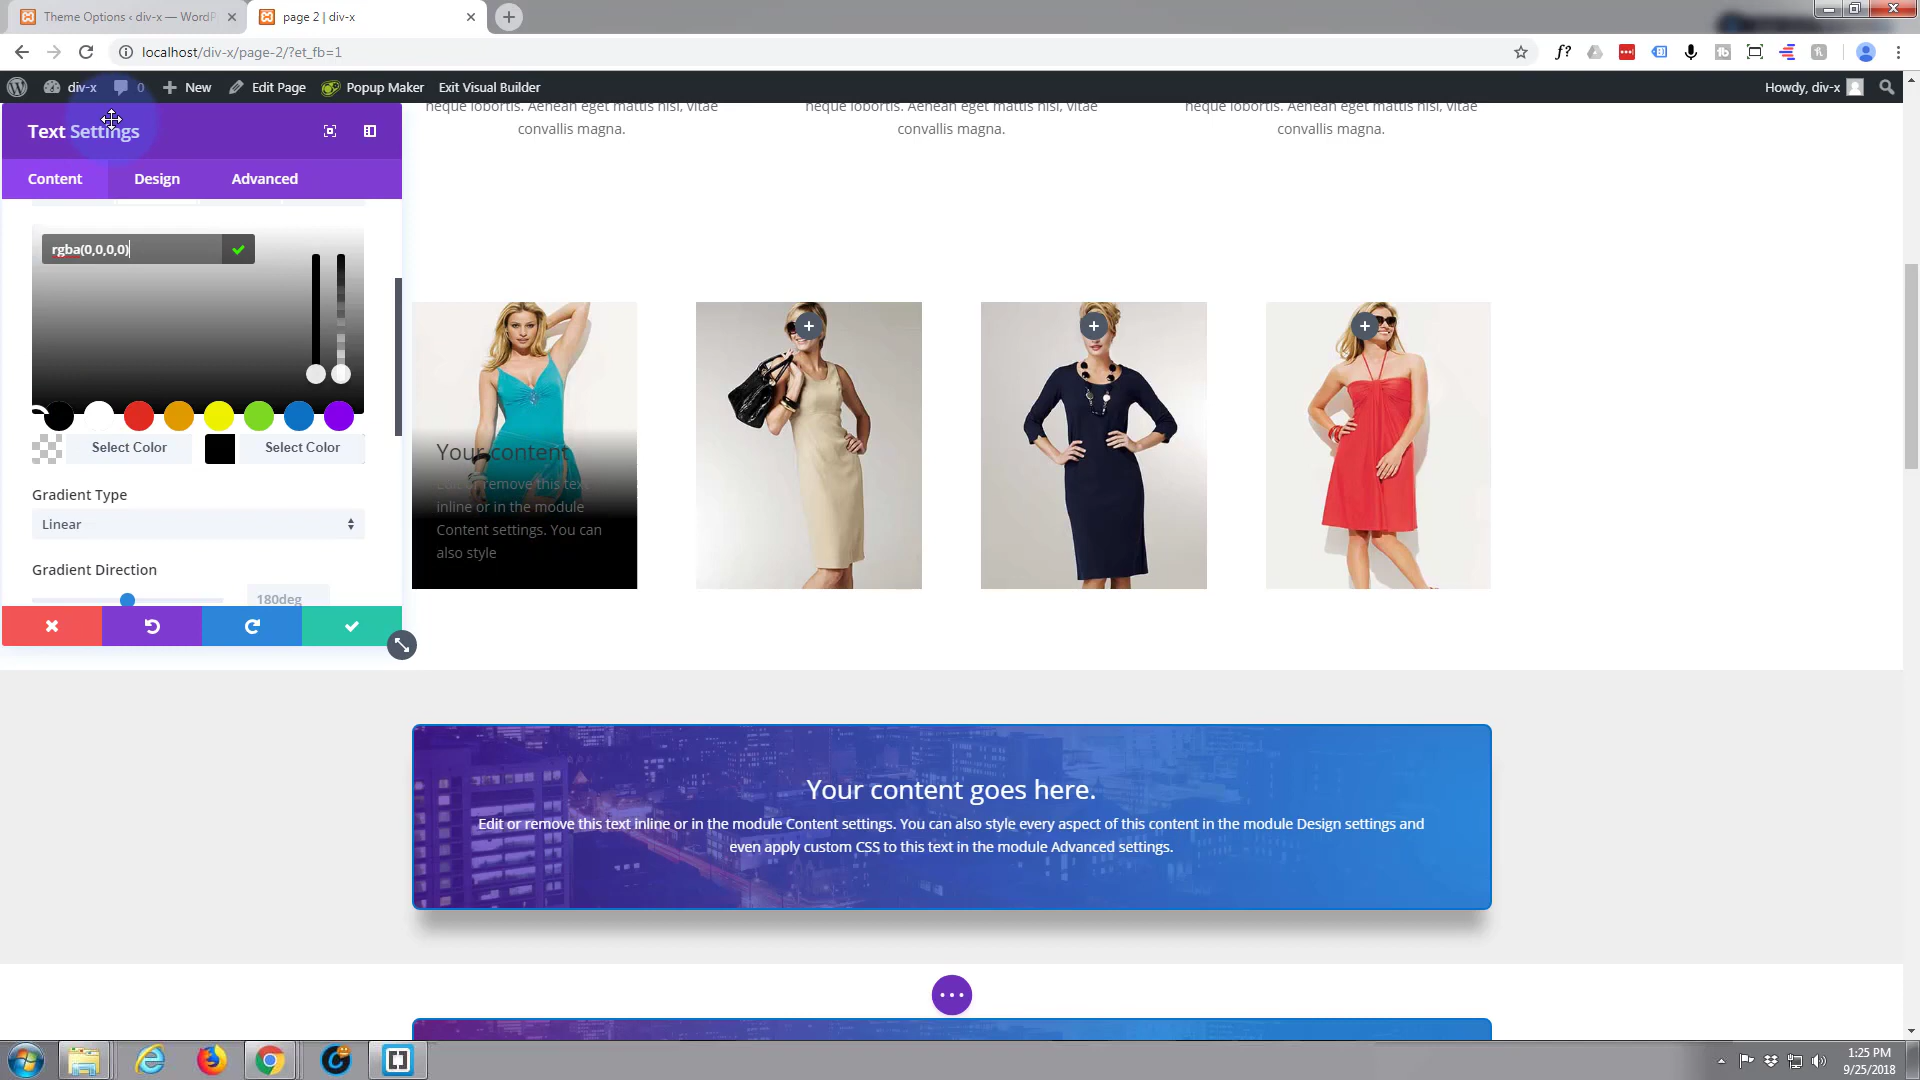 Theme Options ‹ div-x — WordP
page 2 | div-x
localhost/div-x/page-2/?et_fb=1
div-x
0
New
Edit Page
Popup Maker
Exit Visual Builder
Howdy, div-x
Text Settings
Content
Design
Advanced
rgba(0,0,0,0)
Select Color
Select Color
Gradient Type
Linear
Gradient Direction
180deg
neque lobortis. Aenean eget mattis nisl, vitae
convallis magna.
neque lobortis. Aenean eget mattis nisl, vitae
convallis magna.
neque lobortis. Aenean eget mattis nisl, vitae
convallis magna.
Your content
Edit or remove this text
inline or in the module
Content settings. You can
also style
Your content goes here.
Edit or remove this text inline or in the module Content settings. You can also style every aspect of this content in the module Design settings and
even apply custom CSS to this text in the module Advanced settings.
1:25 PM
9/25/2018